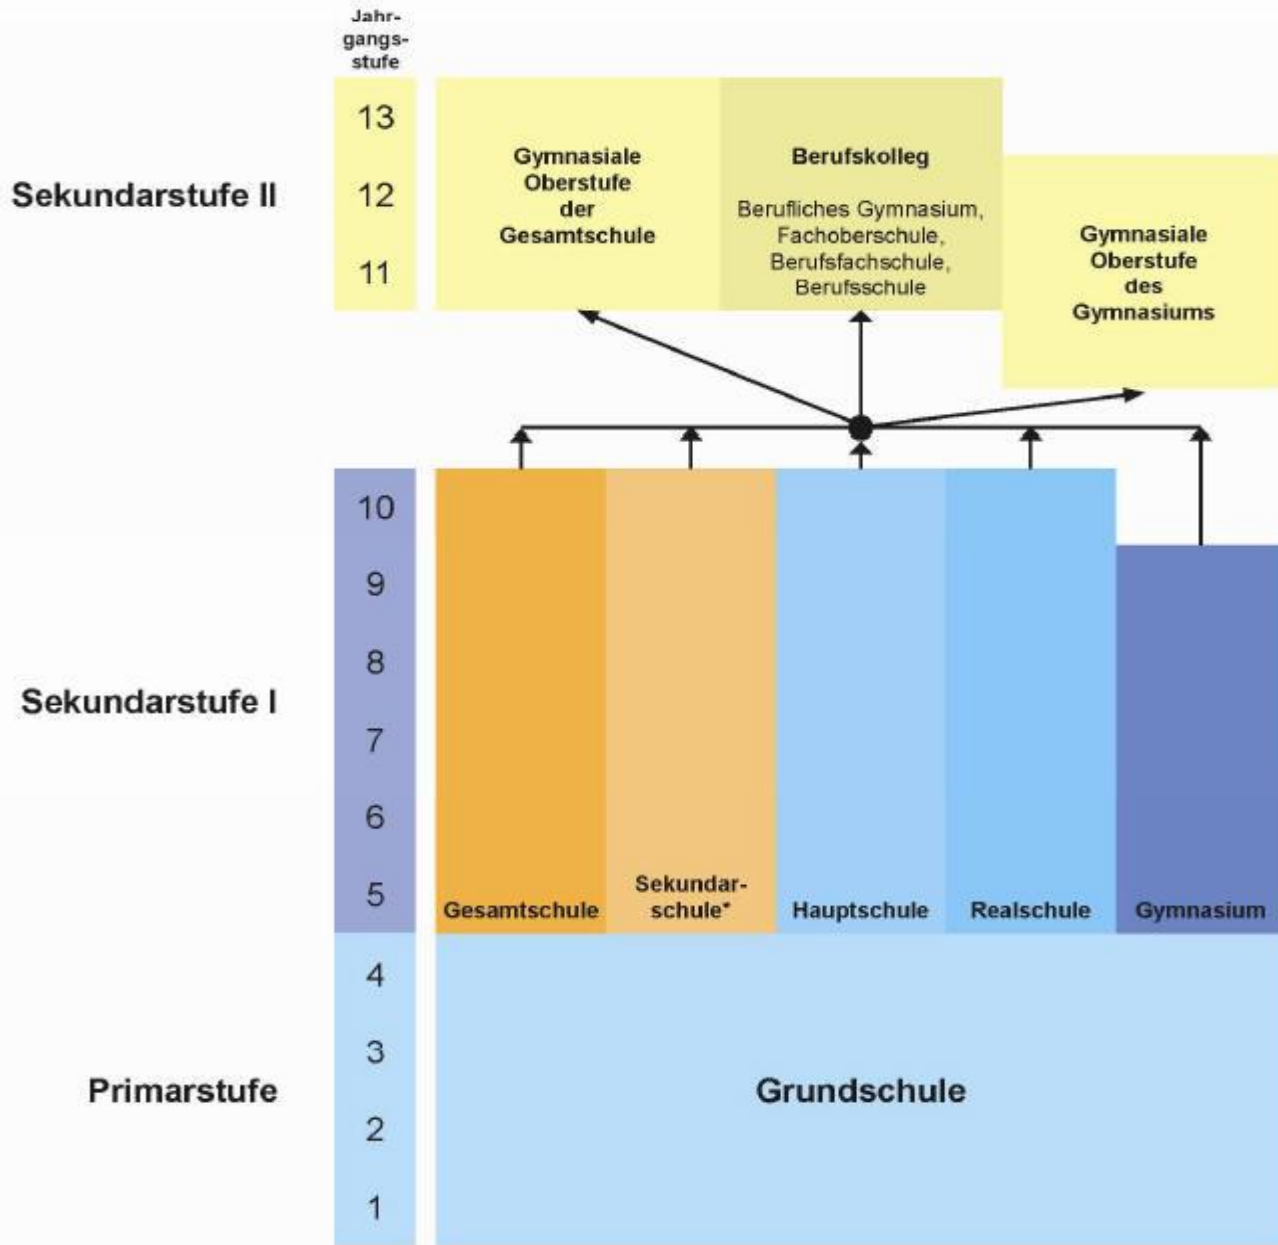 Jahr-
gangs-
stufe
13
Gymnasiale
Oberstufe
der
Gesamtschule
Berufskolleg
Berufliches Gymnasium,
Fachoberschule,
Berufsfachschule,
Berufsschule
Sekundarstufe II
12
Gymnasiale
Oberstufe
des
Gymnasiums
11
10
9
8
Sekundarstufe I
7
6
5
Gesamtschule
Sekundar-
schule*
Hauptschule
Realschule
Gymnasium
4
3
Primarstufe
Grundschule
2
1